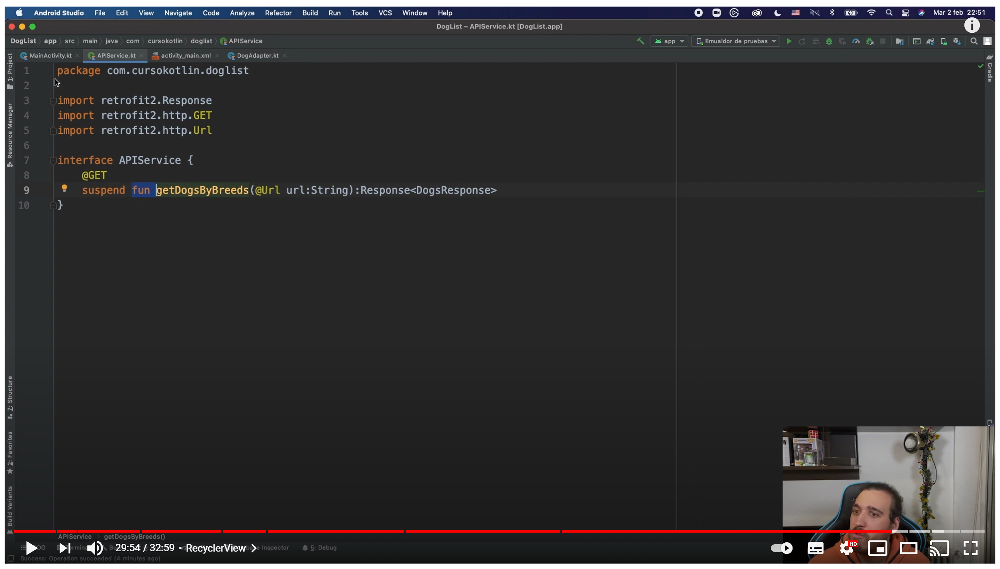 Android Studio File Edit View Navigate Code Analyze Refactor Build Run Tools VCS Window Help Mar 2 feb 22:51
DogList – APIService.kt [DogList.app]
DogList app src main java com cursokotlin doglist APIService app Emualdor de pruebas
MainActivity.kt APIService.kt activity_main.xml DogAdapter.kt
1: Project
Resource Manager
Gradle
1 package com.cursokotlin.doglist
2
3 import retrofit2.Response
4 import retrofit2.http.GET
5 import retrofit2.http.Url
6
7 interface APIService {
8 @GET
9 suspend fun getDogsByBreeds(@Url url:String):Response<DogsResponse>
10 }
Z: Structure
2: Favorites
Build Variants
APIService getDogsByBreeds()
29:54 / 32:59 • RecyclerView
Inspector 5: Debug
HD
Success: Operation succeeded (4 minutes ago)